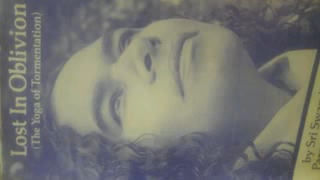 Lost In Oblivion
(The Yoga of Tormentation)
by Sri